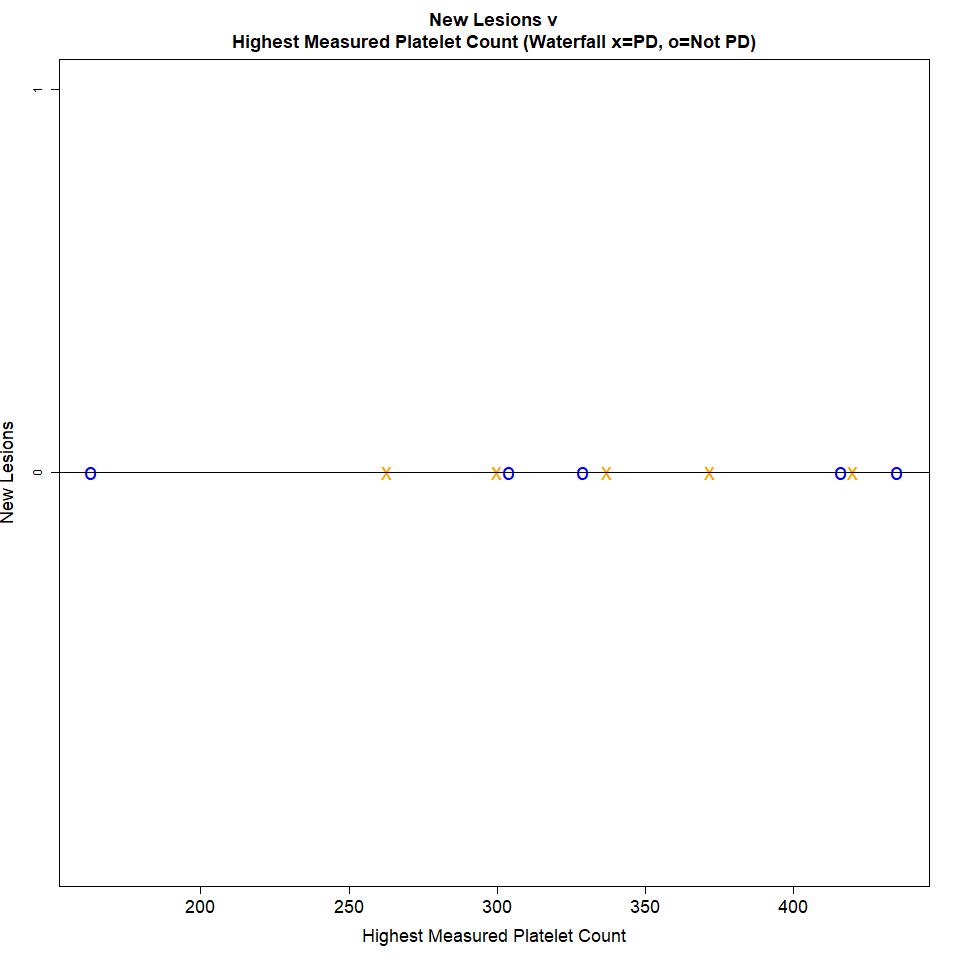 New Lesions v
Highest Measured Platelet Count (Waterfall x=PD, o=Not PD)
1
New Lesions
0
o x x o o x x o x o
200 250 300 350 400
Highest Measured Platelet Count